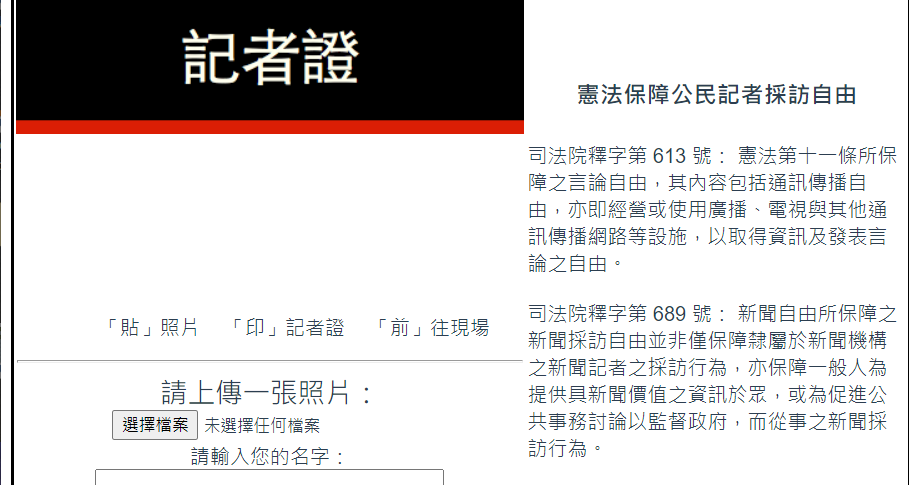 記者證
「貼」照片 「印」記者證 「前」往現場
請上傳一張照片：
選擇檔案 未選擇任何檔案
請輸入您的名字：
憲法保障公民記者採訪自由
司法院釋字第 613 號： 憲法第十一條所保
障之言論自由，其內容包括通訊傳播自
由，亦即經營或使用廣播、電視與其他通
訊傳播網路等設施，以取得資訊及發表言
論之自由。
司法院釋字第 689 號： 新聞自由所保障之
新聞採訪自由並非僅保障隸屬於新聞機構
之新聞記者之採訪行為，亦保障一般人為
提供具新聞價值之資訊於眾，或為促進公
共事務討論以監督政府，而從事之新聞採
訪行為。